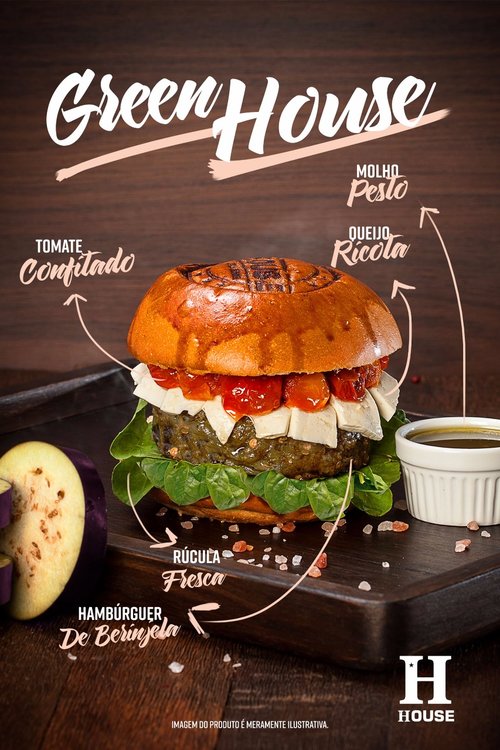 Green House
MOLHO
Pesto
QUEIJO
Ricota
TOMATE
Confitado
RÚCULA
Fresca
HAMBÚRGUER
De Berinjela
H
HOUSE
IMAGEM DO PRODUTO É MERAMENTE ILUSTRATIVA.